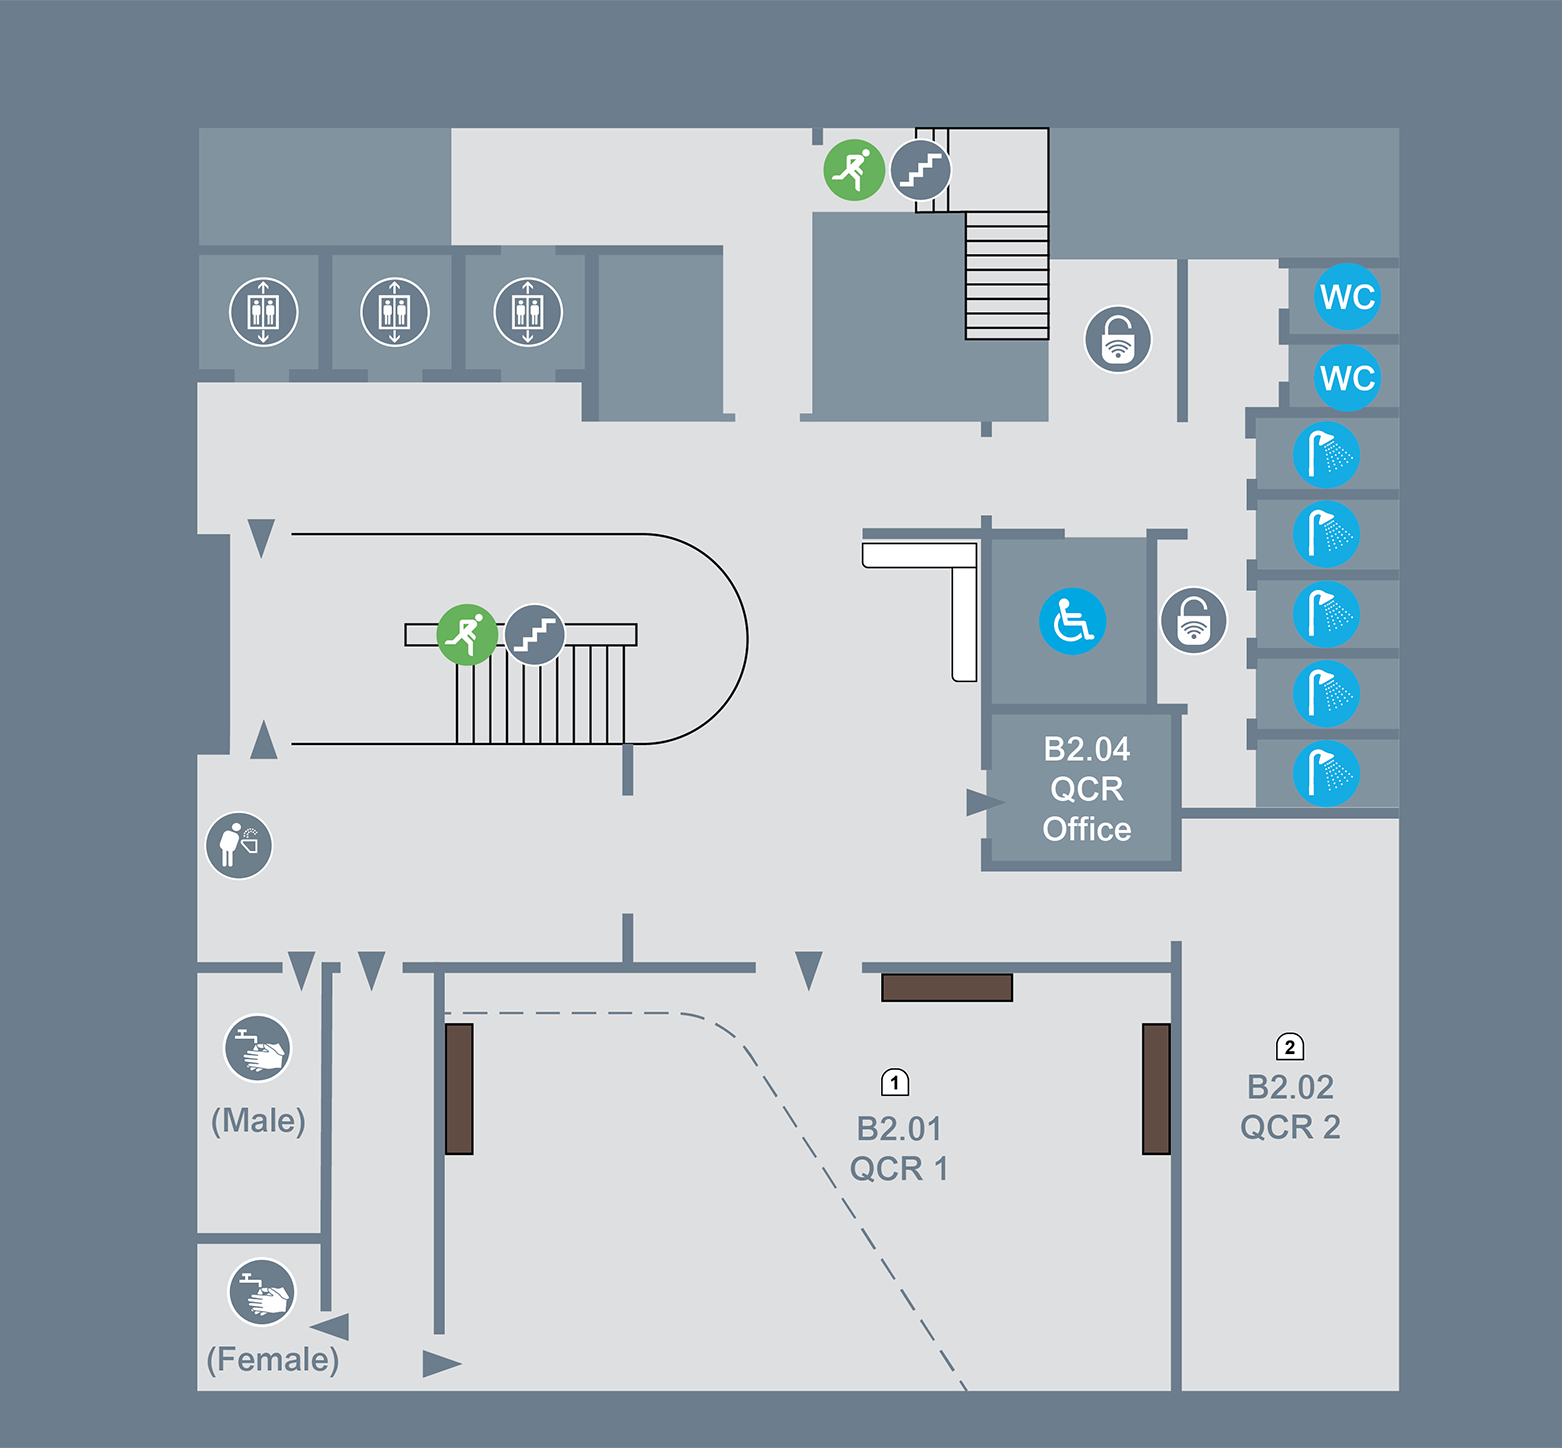 WC
WC
B2.04
QCR
Office
(Male)
1
B2.01
QCR 1
2
B2.02
QCR 2
(Female)